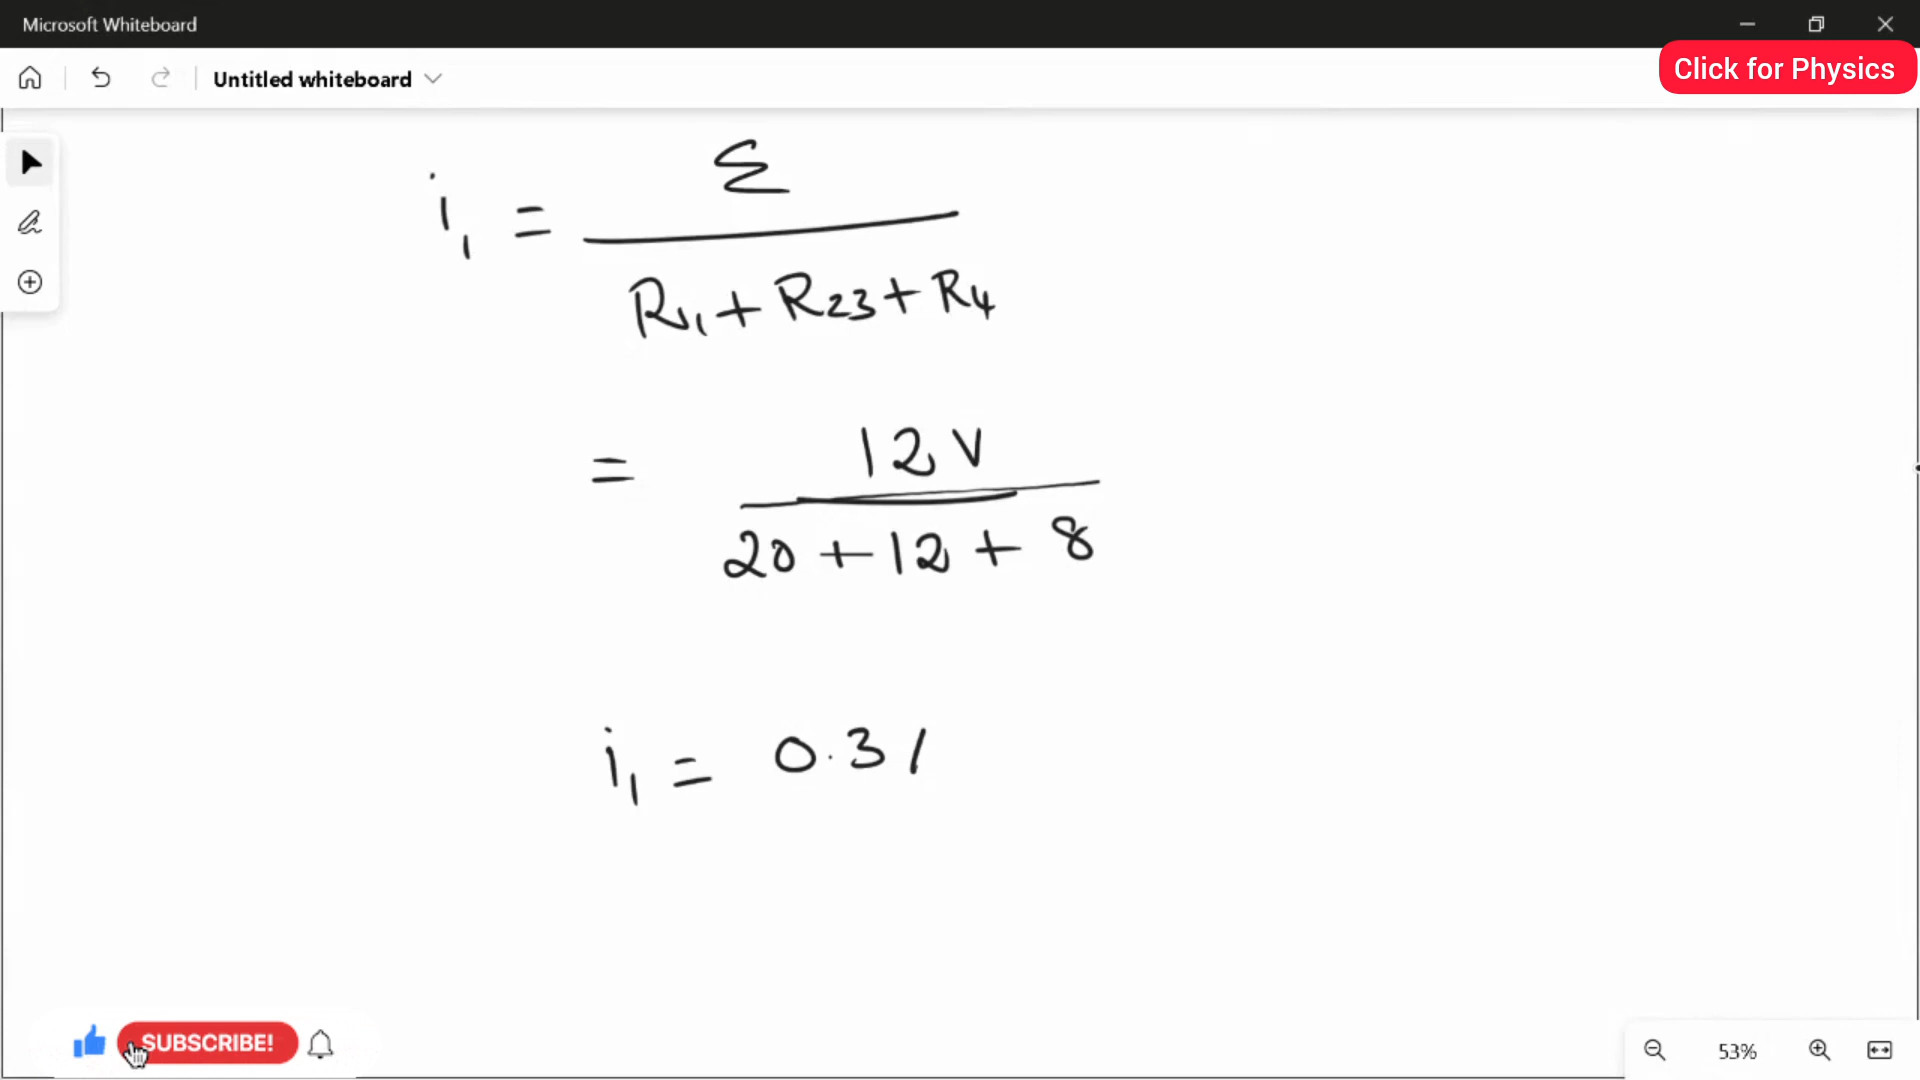 Microsoft Whiteboard
Untitled whiteboard
Click for Physics
i₁ = Ɛ
R₁ + R₂₃ + R₄
= 12 V
20 + 12 + 8
i₁ = 0.3 /
SUBSCRIBE!
53%